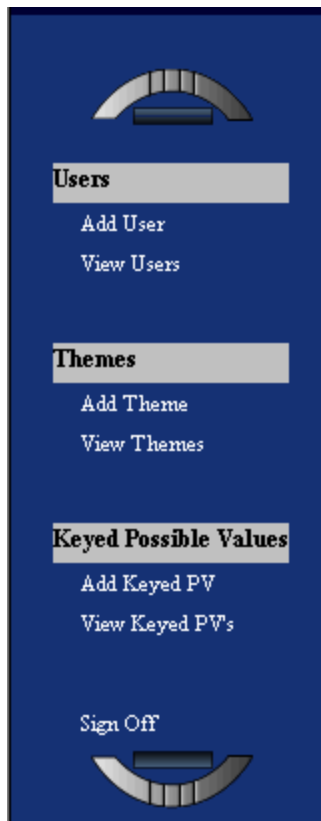 Users
Add User
View Users
Themes
Add Theme
View Themes
Keyed Possible Values
Add Keyed PV
View Keyed PV's
Sign Off